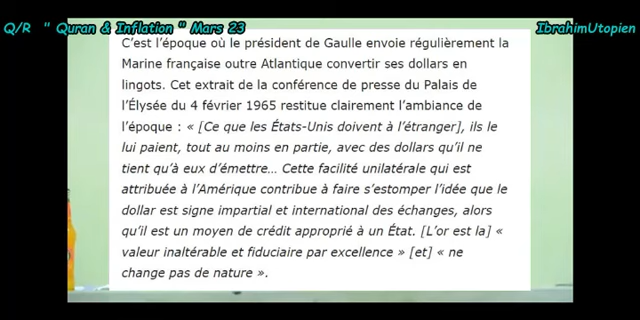 Q/R " Quran & Inflation " Mars 23
IbrahimUtopien
C'est l'époque où le président de Gaulle envoie régulièrement la
Marine française outre Atlantique convertir ses dollars en
lingots. Cet extrait de la conférence de presse du Palais de
l'Élysée du 4 février 1965 restitue clairement l'ambiance de
l'époque : « [Ce que les États-Unis doivent à l'étranger], ils le
lui paient, tout au moins en partie, avec des dollars qu'il ne
tient qu'à eux d'émettre… Cette facilité unilatérale qui est
attribuée à l'Amérique contribue à faire s'estomper l'idée que le
dollar est signe impartial et international des échanges, alors
qu'il est un moyen de crédit approprié à un État. [L'or est la] «
valeur inaltérable et fiduciaire par excellence » [et] « ne
change pas de nature ».